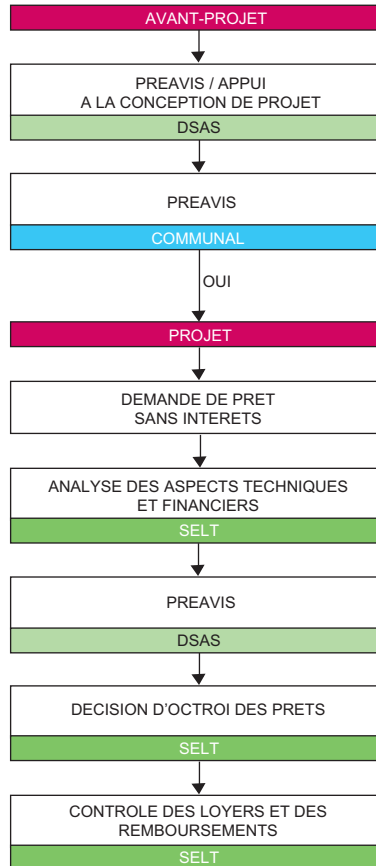 AVANT-PROJET
PREAVIS / APPUI
A LA CONCEPTION DE PROJET
DSAS
PREAVIS
COMMUNAL
OUI
PROJET
DEMANDE DE PRET
SANS INTERETS
ANALYSE DES ASPECTS TECHNIQUES
ET FINANCIERS
SELT
PREAVIS
DSAS
DECISION D'OCTROI DES PRETS
SELT
CONTROLE DES LOYERS ET DES
REMBOURSEMENTS
SELT